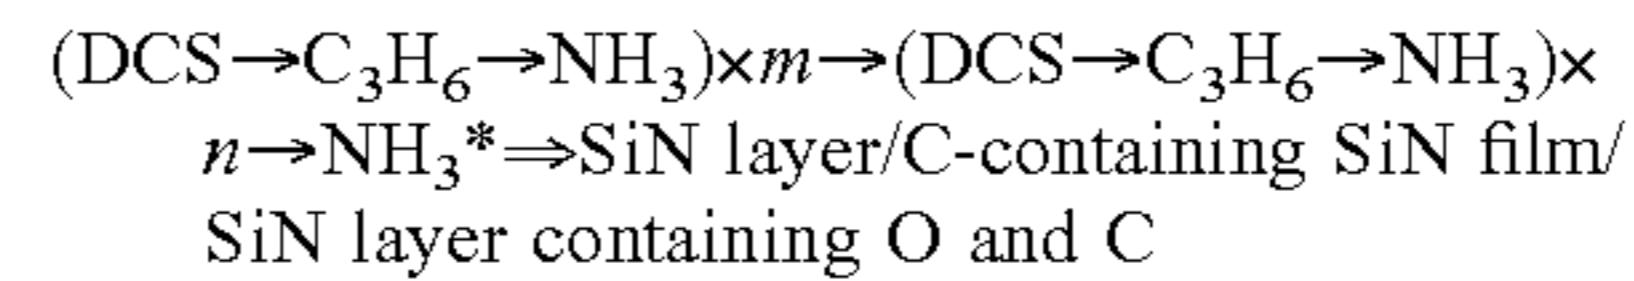 (DCS→C₃H₆→NH₃)×m→(DCS→C₃H₆→NH₃)×
n→NH₃*⇒SiN layer/C-containing SiN film/
SiN layer containing O and C